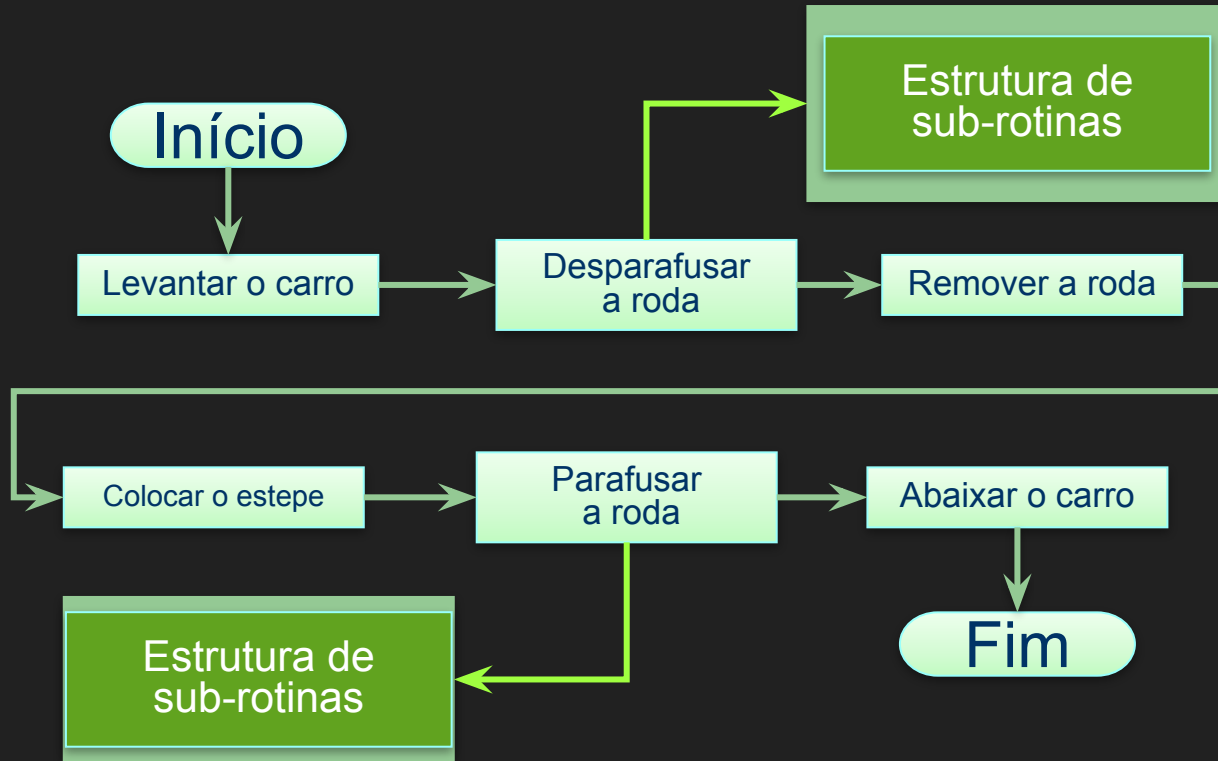 Início
Estrutura de
sub-rotinas
Levantar o carro
Desparafusar
a roda
Remover a roda
Colocar o estepe
Parafusar
a roda
Abaixar o carro
Estrutura de
sub-rotinas
Fim